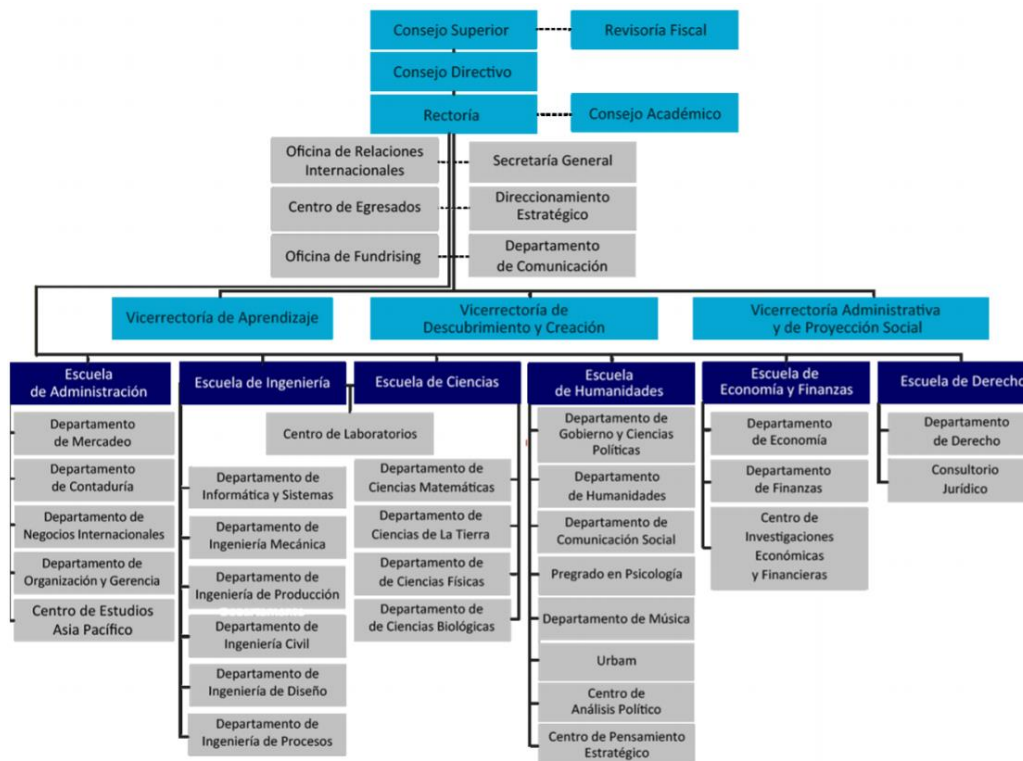 Consejo Superior
Revisoría Fiscal
Consejo Directivo
Rectoría
Consejo Académico
Oficina de Relaciones
Internacionales
Secretaría General
Centro de Egresados
Direccionamiento
Estratégico
Oficina de Fundrising
Departamento
de Comunicación
Vicerrectoría de Aprendizaje
Vicerrectoría de
Descubrimiento y Creación
Vicerrectoría Administrativa
y de Proyección Social
Escuela
de Administración
Escuela de Ingeniería
Escuela de Ciencias
Escuela
de Humanidades
Escuela de
Economía y Finanzas
Escuela de Derecho
Departamento
de Mercadeo
Departamento
de Contaduría
Departamento de
Negocios Internacionales
Departamento de
Organización y Gerencia
Centro de Estudios
Asia Pacífico
Centro de Laboratorios
Departamento de
Informática y Sistemas
Departamento de
Ingeniería Mecánica
Departamento de
Ingeniería de Producción
Departamento de
Ingeniería Civil
Departamento de
Ingeniería de Diseño
Departamento de
Ingeniería de Procesos
Departamento de
Ciencias Matemáticas
Departamento de
Ciencias de La Tierra
Departamento de
de Ciencias Físicas
Departamento de
de Ciencias Biológicas
Departamento de
Gobierno y Ciencias
Políticas
Departamento
de Humanidades
Departamento de
Comunicación Social
Pregrado en Psicología
Departamento de Música
Urbam
Centro de
Análisis Político
Centro de Pensamiento
Estratégico
Departamento
de Economía
Departamento
de Finanzas
Centro de
Investigaciones
Económicas
y Financieras
Departamento
de Derecho
Consultorio
Jurídico